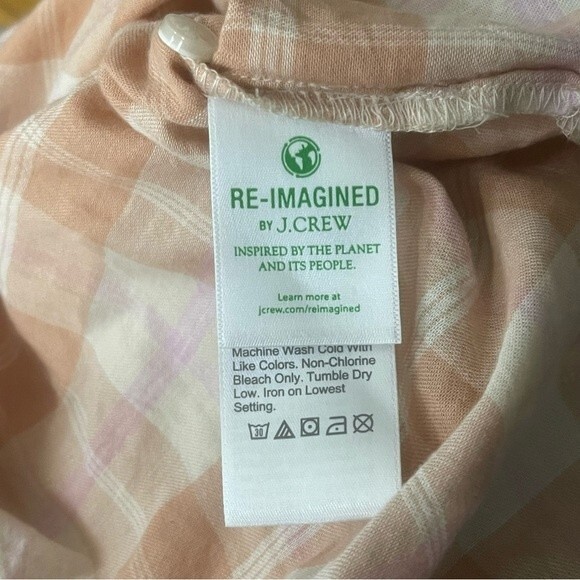 RE-IMAGINED
BY J.CREW
INSPIRED BY THE PLANET
AND ITS PEOPLE.
Learn more at
jcrew.com/reimagined
Machine Wash Cold With
Like Colors. Non-Chlorine
Bleach Only. Tumble Dry
Low. Iron on Lowest
Setting.
30